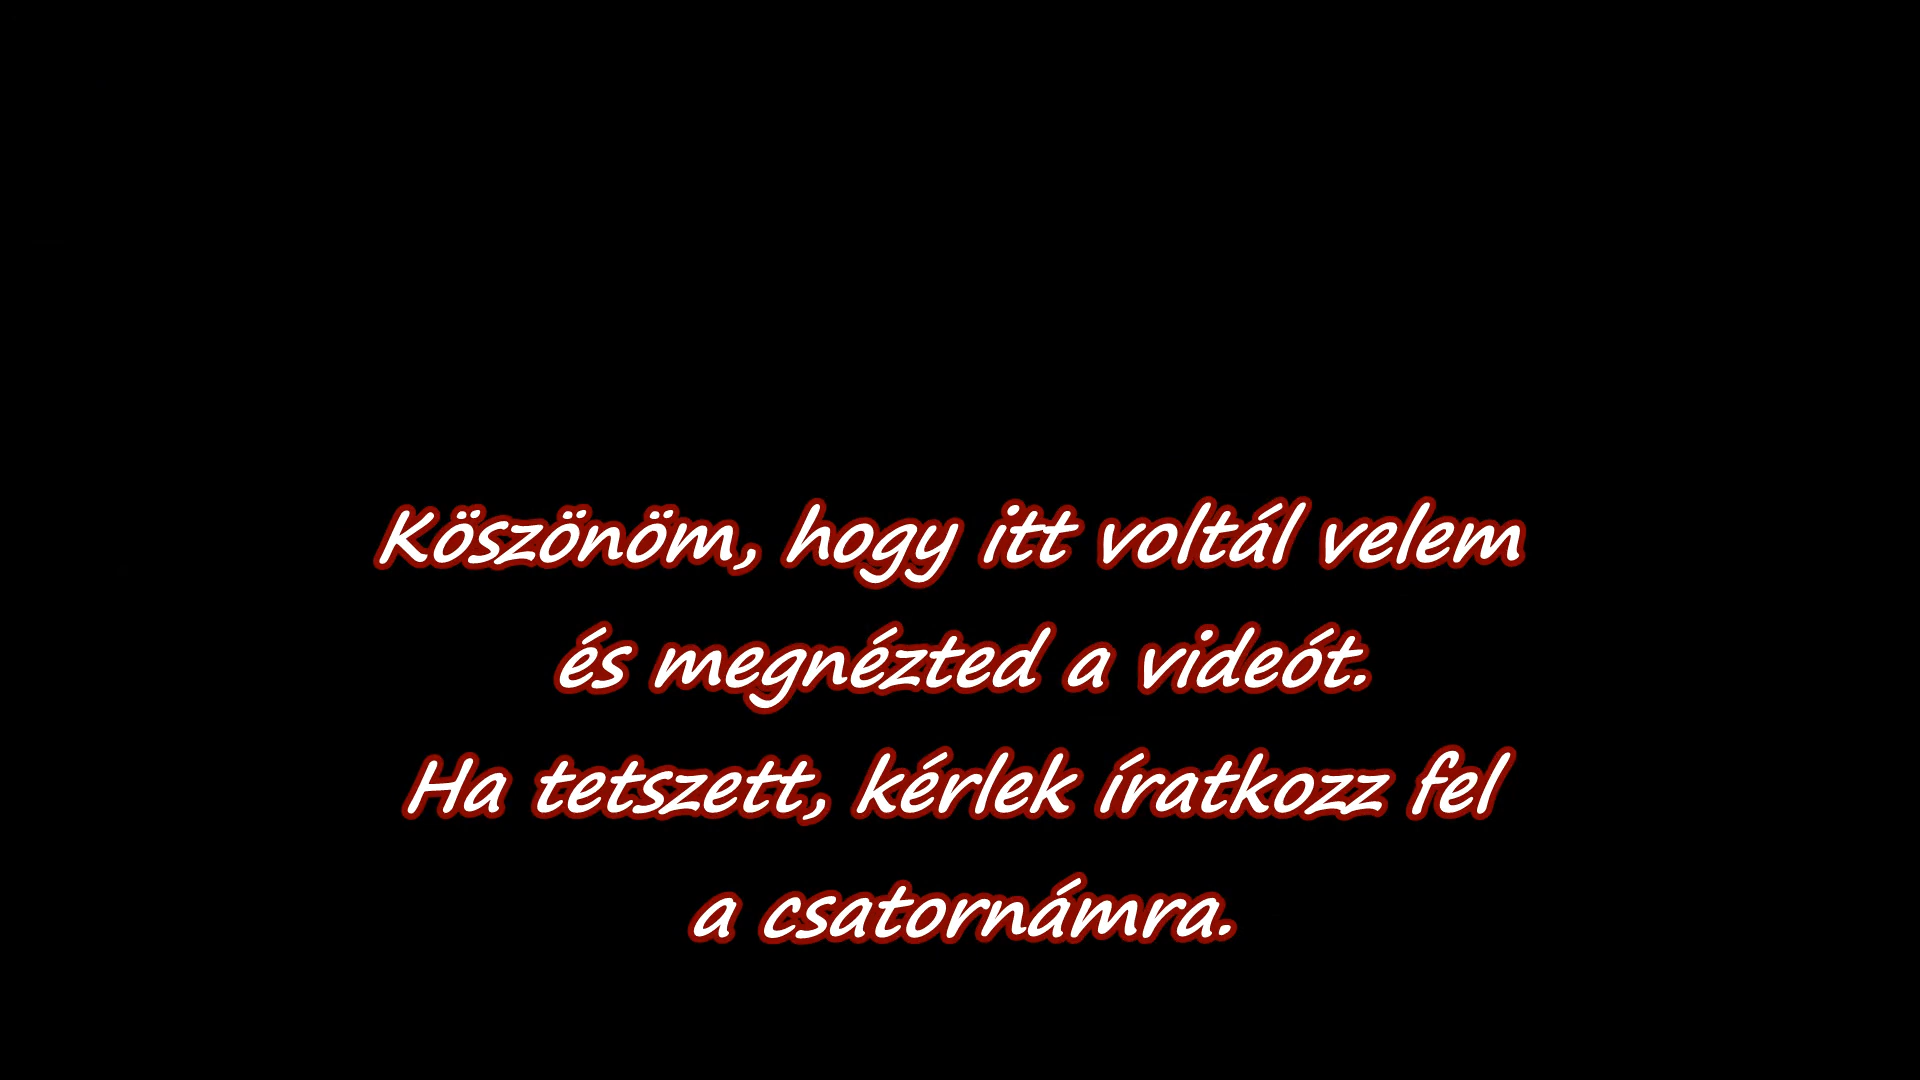 Köszönöm, hogy itt voltál velem
és megnézted a videót.
Ha tetszett, kérlek íratkozz fel
a csatornámra.